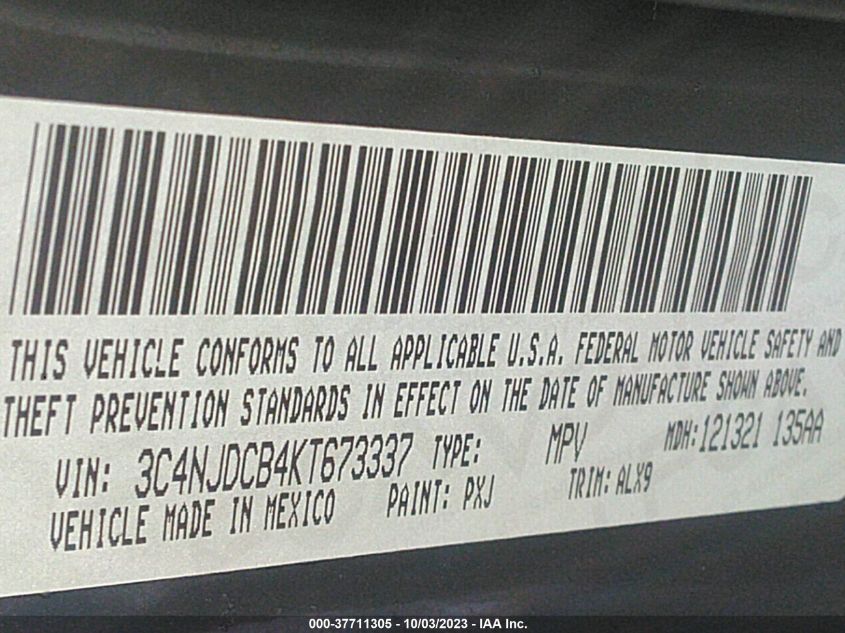 THIS VEHICLE CONFORMS TO ALL APPLICABLE U.S.A. FEDERAL MOTOR VEHICLE SAFETY AND
THEFT PREVENTION STANDARDS IN EFFECT ON THE DATE OF MANUFACTURE SHOWN ABOVE.
VIN: 3C4NJDCB4KT673337 TYPE: MPV MDH: 121321 135AA
VEHICLE MADE IN MEXICO PAINT: PXJ TRIM: ALX9
000-37711305 - 10/03/2023 - IAA Inc.